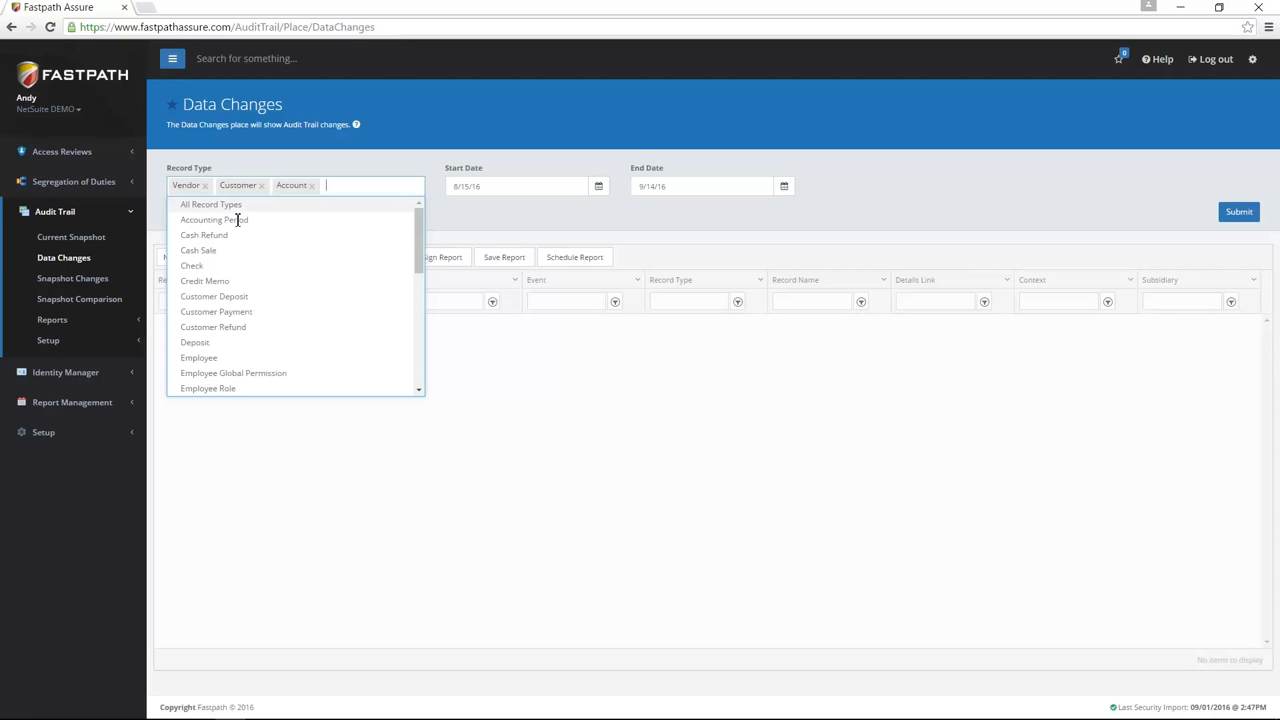 Fastpath Assure
https://www.fastpathassure.com/AuditTrail/Place/DataChanges
FASTPATH
Search for something...
0
Help
Log out
Andy
NetSuite DEMO
Data Changes
The Data Changes place will show Audit Trail changes.
Access Reviews
Segregation of Duties
Audit Trail
Current Snapshot
Data Changes
Snapshot Changes
Snapshot Comparison
Reports
Setup
Identity Manager
Report Management
Setup
Record Type
Start Date
End Date
Vendor × Customer × Account ×
8/15/16
9/14/16
Submit
All Record Types
Accounting Period
Cash Refund
Cash Sale
Check
Credit Memo
Customer Deposit
Customer Payment
Customer Refund
Deposit
Employee
Employee Global Permission
Employee Role
Report
Save Report
Schedule Report
Event
Record Type
Record Name
Details Link
Context
Subsidiary
No items to display
Copyright Fastpath © 2016
Last Security Import: 09/01/2016 @ 2:47PM